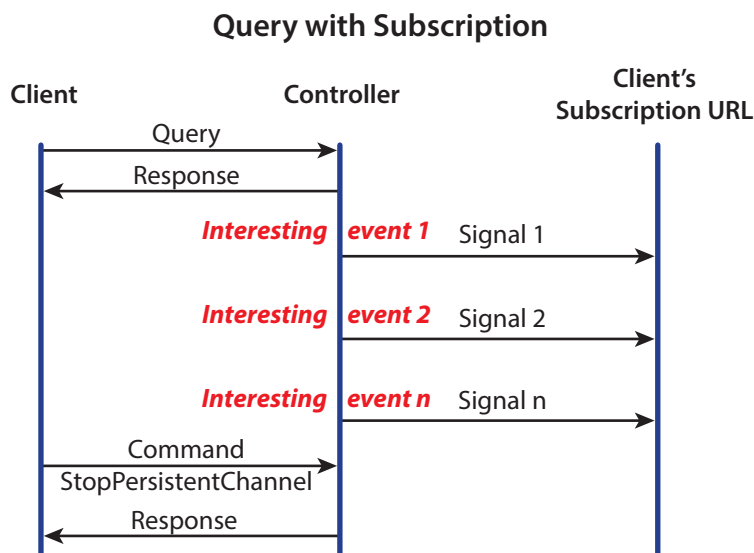 Query with Subscription
Client
Controller
Client's
Subscription URL
Query
Response
Interesting event 1 Signal 1
Interesting event 2 Signal 2
Interesting event n Signal n
Command
StopPersistentChannel
Response